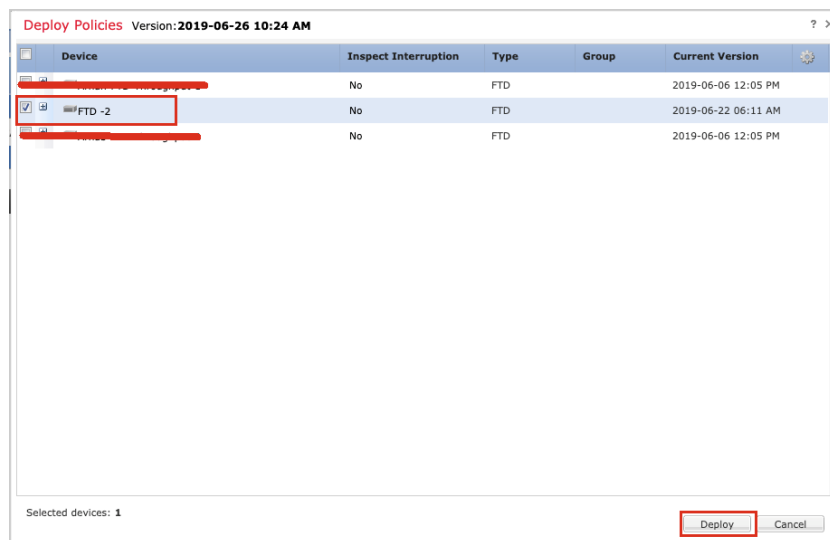 Deploy Policies Version:2019-06-26 10:24 AM ? X
Device Inspect Interruption Type Group Current Version
No FTD 2019-06-06 12:05 PM
FTD -2 No FTD 2019-06-22 06:11 AM
No FTD 2019-06-06 12:05 PM
Selected devices: 1
Deploy Cancel